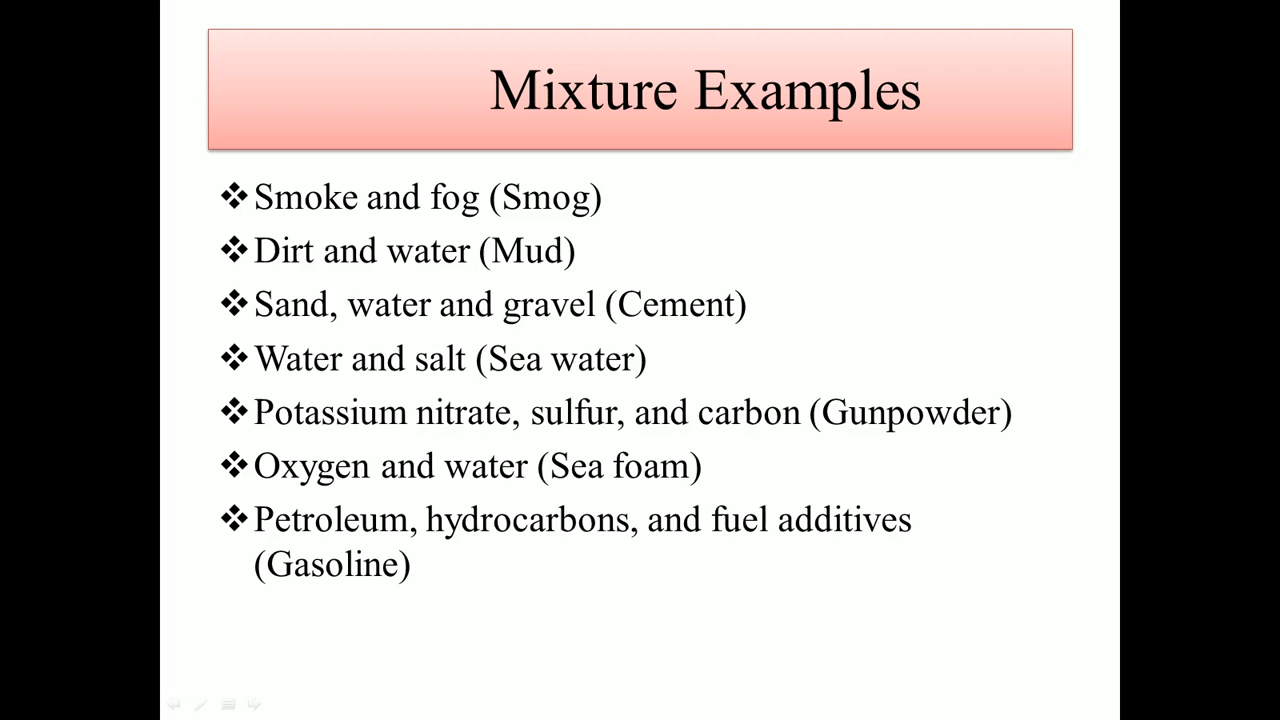 Mixture Examples
❖Smoke and fog (Smog)
❖Dirt and water (Mud)
❖Sand, water and gravel (Cement)
❖Water and salt (Sea water)
❖Potassium nitrate, sulfur, and carbon (Gunpowder)
❖Oxygen and water (Sea foam)
❖Petroleum, hydrocarbons, and fuel additives
(Gasoline)